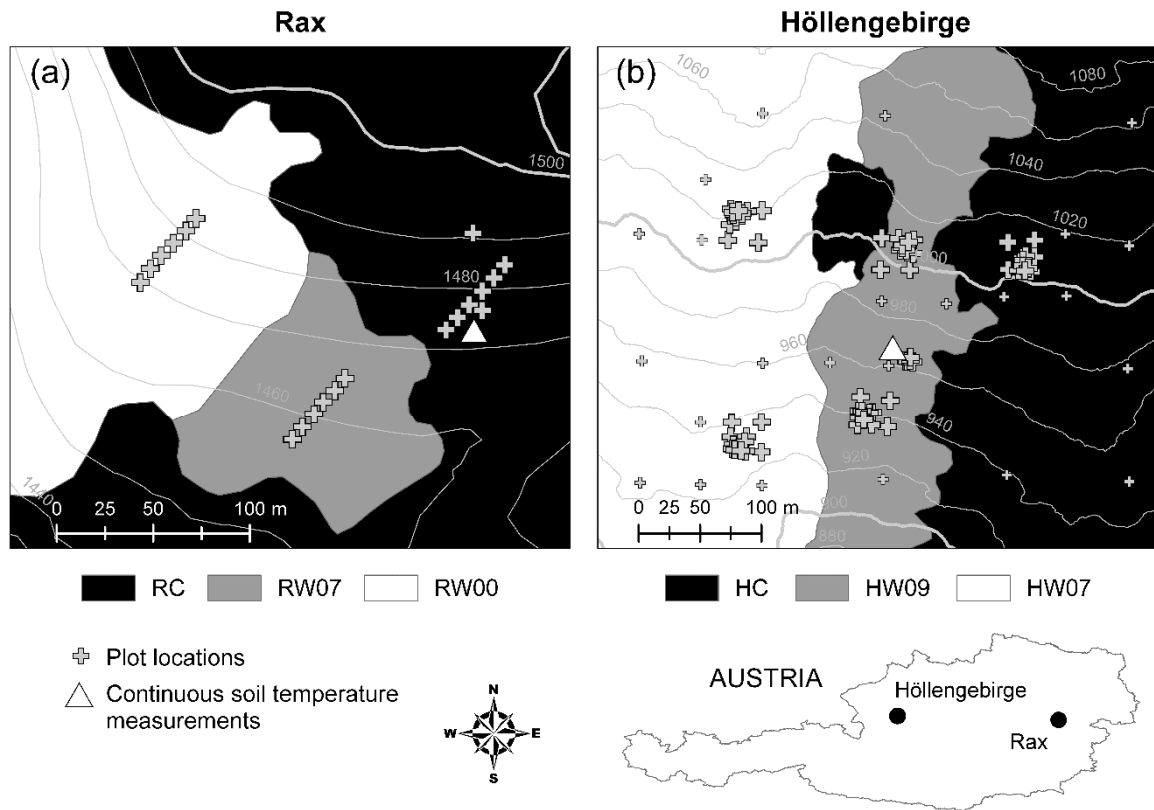 Rax
Höllengebirge
(a)
1500
1480
1460
1440
0 25 50 100 m
(b)
1060
1080
1040
1020
1000
980
960
940
920
900
880
0 25 50 100 m
RC RW07 RW00
HC HW09 HW07
Plot locations
Continuous soil temperature
measurements
N
W E
S
AUSTRIA
Höllengebirge
Rax